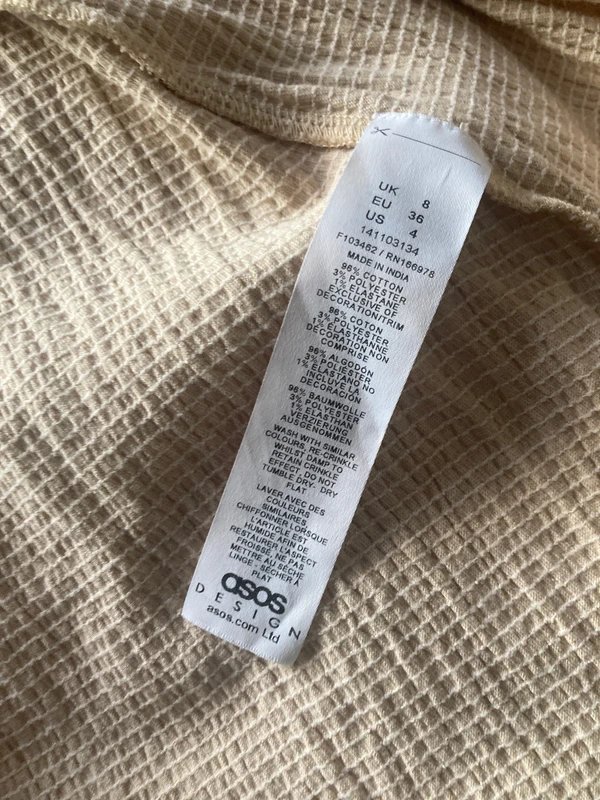 UK 8
EU 36
US 4
141103134
F103462 / RN166978
MADE IN INDIA
96% COTTON
3% POLYESTER
1% ELASTANE
EXCLUSIVE OF
DECORATION/TRIM
96% COTON
3% POLYESTER
1% ÉLASTHANNE
DÉCORATION NON
COMPRISE
96% ALGODÓN
3% POLIÉSTER
1% ELASTANO NO
INCLUYE LA
DECORACIÓN
96% BAUMWOLLE
3% POLYESTER
1% ELASTHAN
VERZIERUNG
AUSGENOMMEN
WASH WITH SIMILAR
COLOURS, RE-CRINKLE
WHILST DAMP TO
RETAIN CRINKLE
EFFECT. DO NOT
TUMBLE DRY- DRY
FLAT
LAVER AVEC DES
COULEURS
SIMILAIRES
CHIFFONNER LORSQUE
L'ARTICLE EST
HUMIDE AFIN DE
RESTAURER L'ASPECT
FROISSÉ, NE PAS
METTRE AU SÈCHE
LINGE - SÉCHER À
PLAT
asos
DESIGN
asos.com Ltd